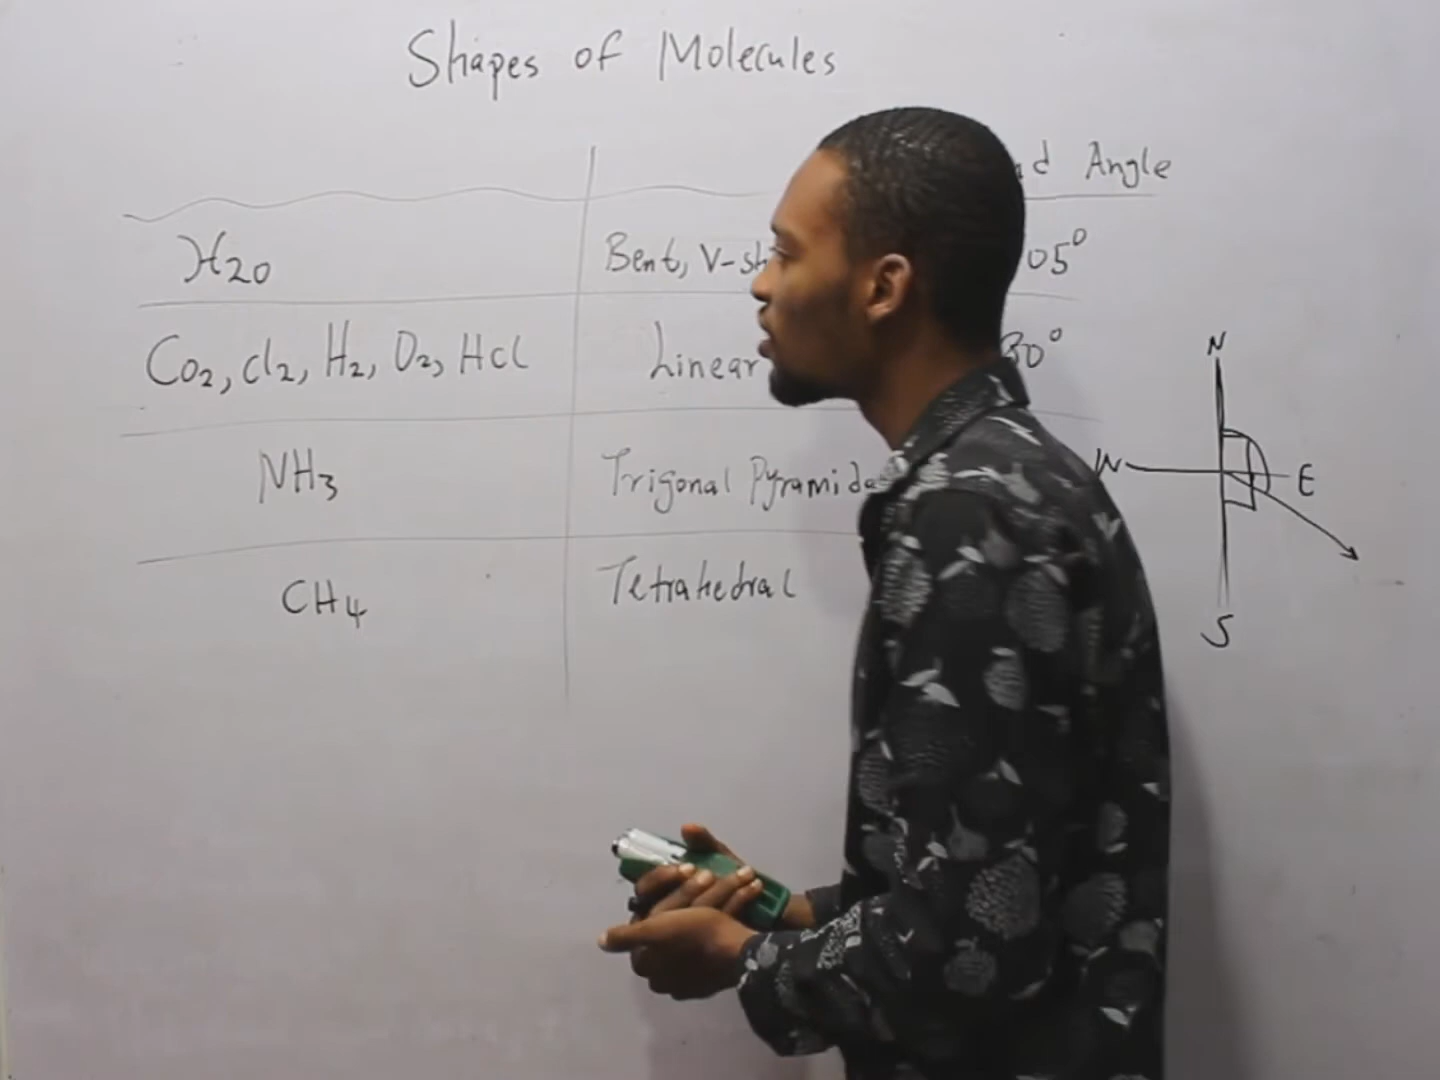 Shapes of Molecules
Angle
H2O Bent, V-sh 05°
Co2, Cl2, H2, O2, HCl Linear 80°
NH3 Trigonal Pyramida
CH4 Tetrahedral
N
W E
S